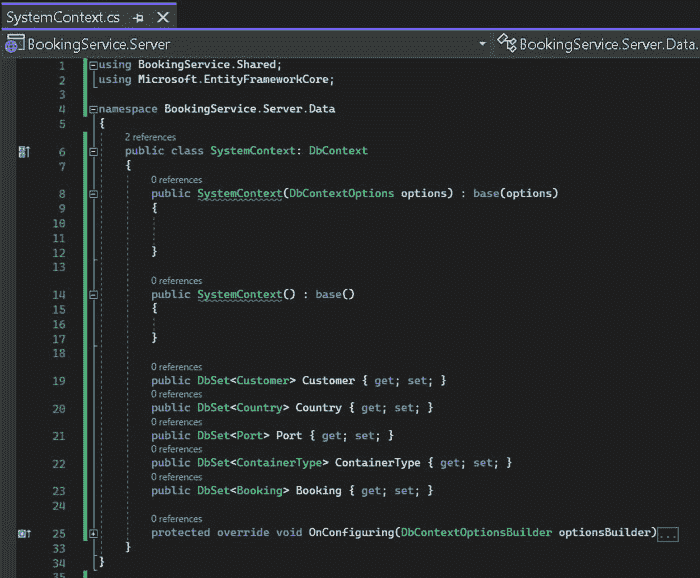 SystemContext.cs
BookingService.Server
BookingService.Server.Data.
1 using BookingService.Shared;
2 using Microsoft.EntityFrameworkCore;
3
4 namespace BookingService.Server.Data
5 {
2 references
6 public class SystemContext: DbContext
7 {
0 references
8 public SystemContext(DbContextOptions options) : base(options)
9 {
10
11
12 }
13
0 references
14 public SystemContext() : base()
15 {
16
17 }
18
0 references
19 public DbSet<Customer> Customer { get; set; }
0 references
20 public DbSet<Country> Country { get; set; }
0 references
21 public DbSet<Port> Port { get; set; }
0 references
22 public DbSet<ContainerType> ContainerType { get; set; }
0 references
23 public DbSet<Booking> Booking { get; set; }
24
0 references
25 protected override void OnConfiguring(DbContextOptionsBuilder optionsBuilder)...
33 }
34 }
35